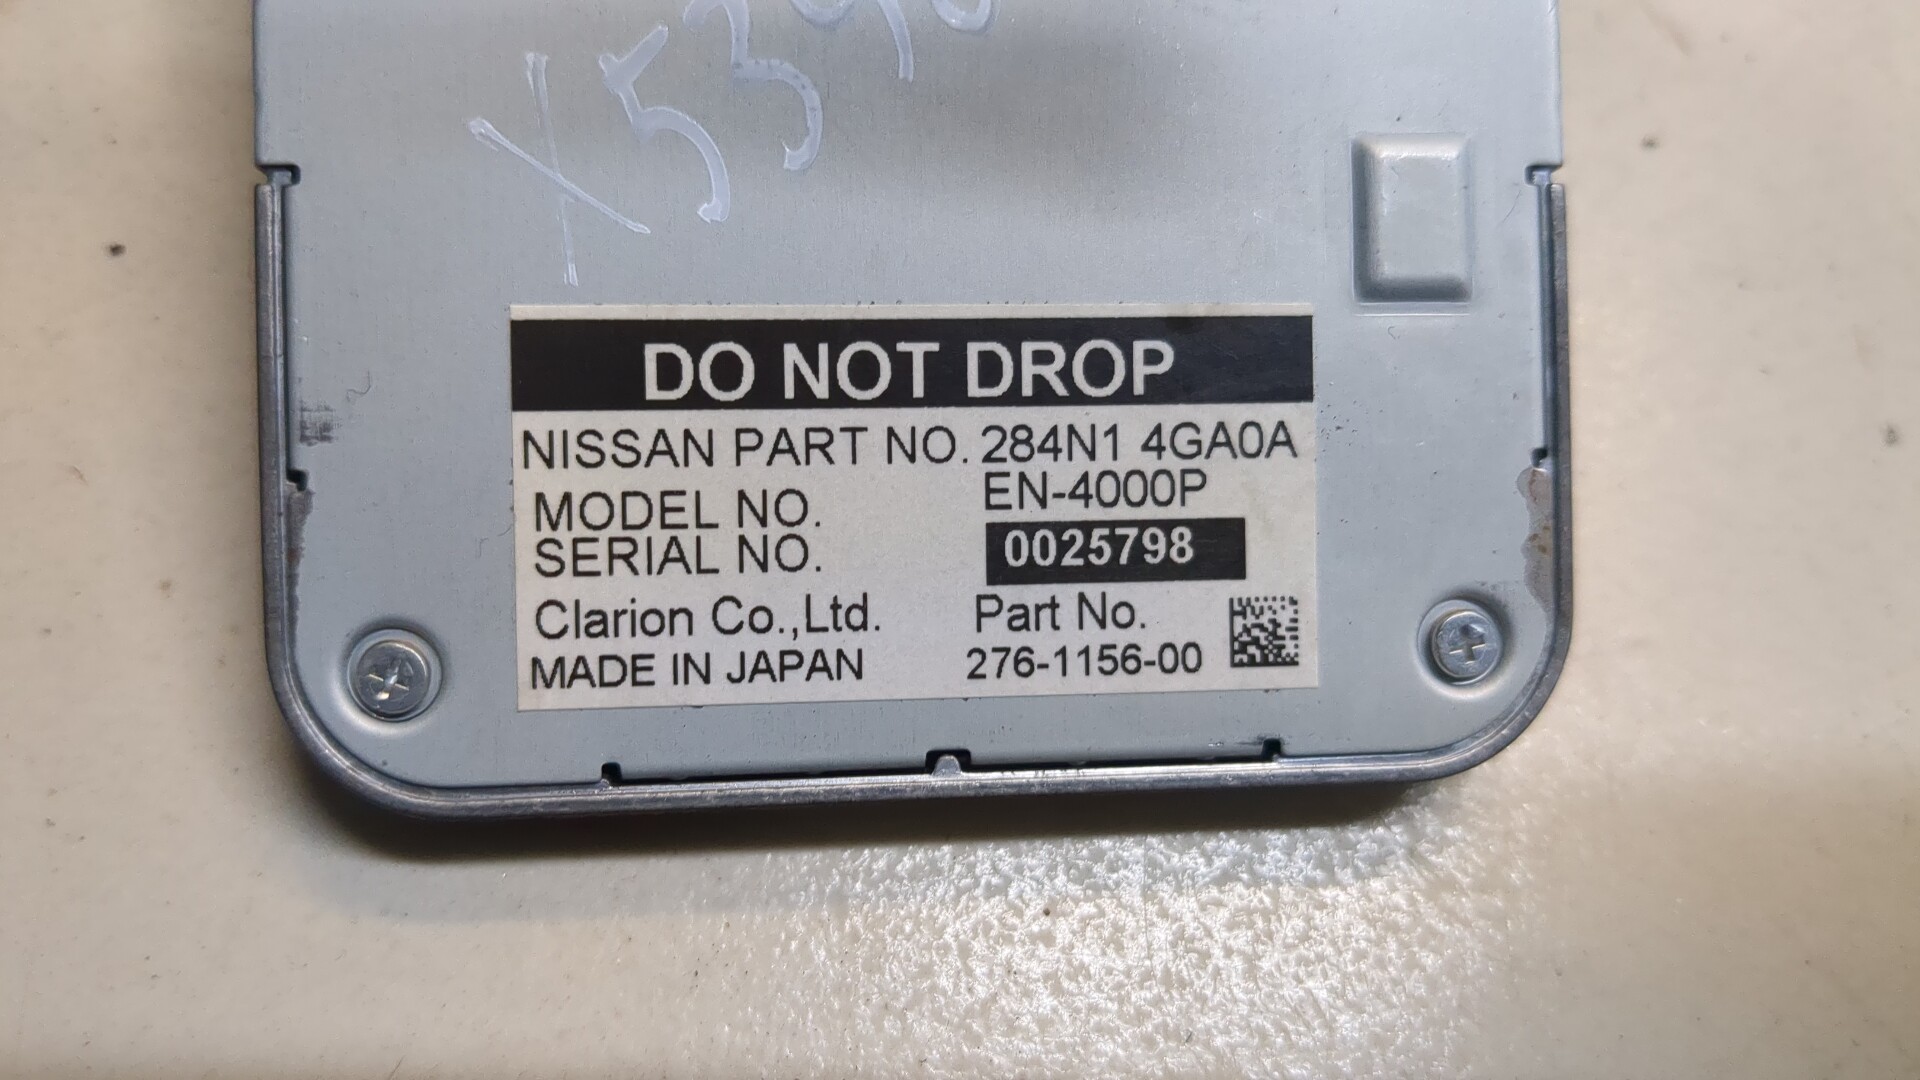 DO NOT DROP
NISSAN PART NO. 284N1 4GA0A
MODEL NO. EN-4000P
SERIAL NO. 0025798
Clarion Co.,Ltd. Part No.
MADE IN JAPAN 276-1156-00